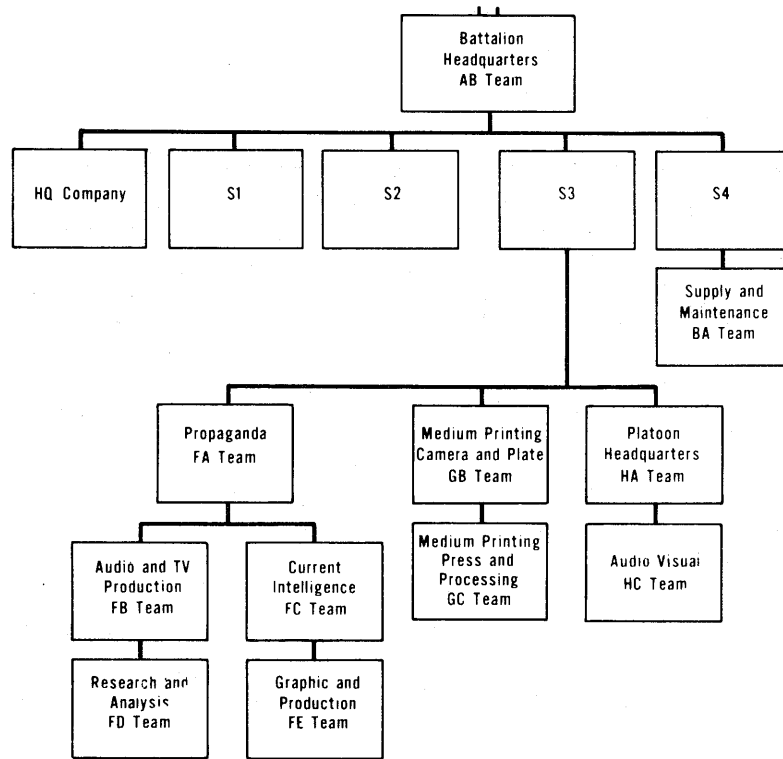 Battalion
Headquarters
AB Team
HQ Company
S1
S2
S3
S4
Supply and
Maintenance
BA Team
Propaganda
FA Team
Medium Printing
Camera and Plate
GB Team
Platoon
Headquarters
HA Team
Audio and TV
Production
FB Team
Current
Intelligence
FC Team
Medium Printing
Press and
Processing
GC Team
Audio Visual
HC Team
Research and
Analysis
FD Team
Graphic and
Production
FE Team